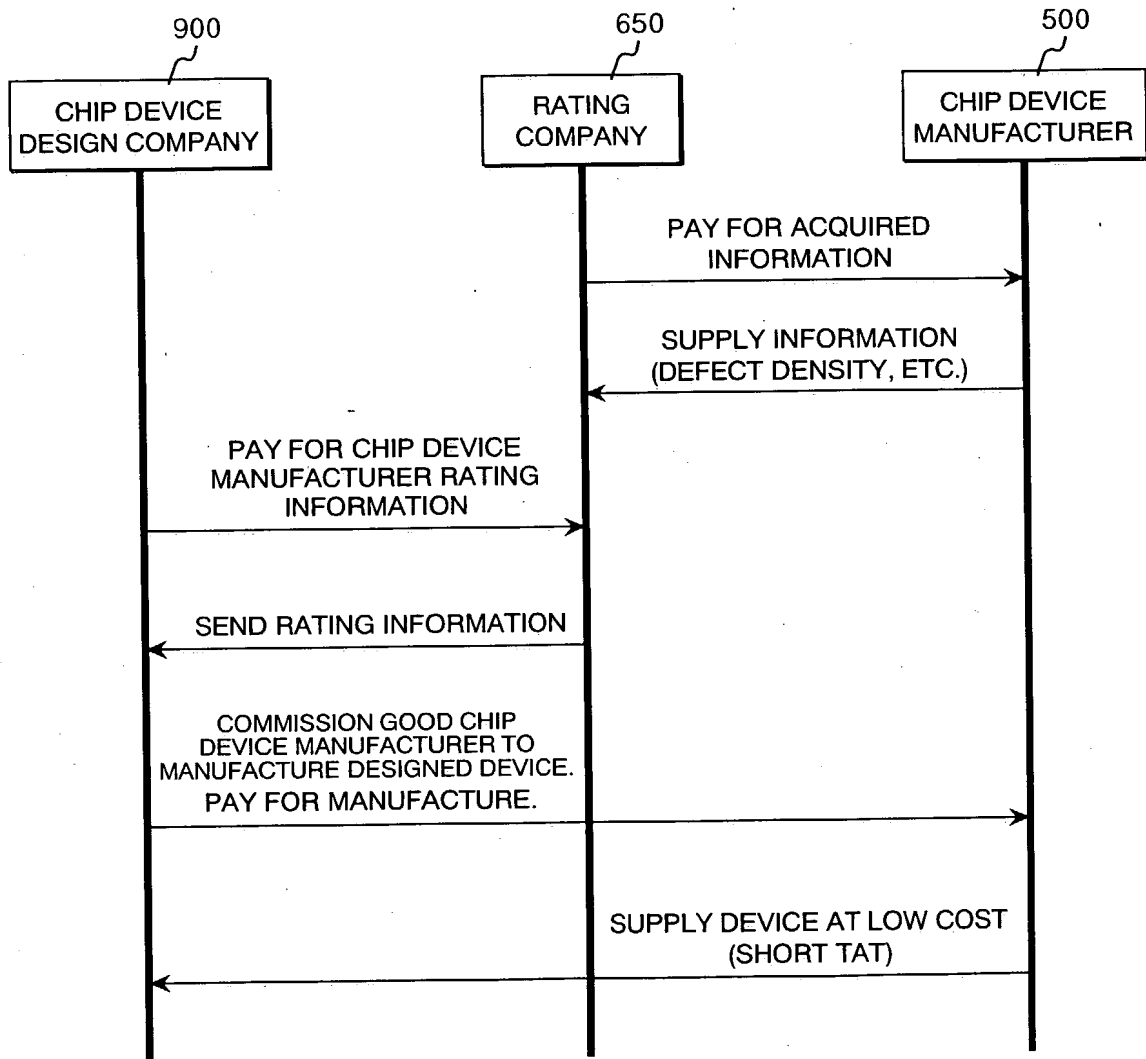 900
650
500
CHIP DEVICE
DESIGN COMPANY
RATING
COMPANY
CHIP DEVICE
MANUFACTURER
PAY FOR ACQUIRED
INFORMATION
SUPPLY INFORMATION
(DEFECT DENSITY, ETC.)
PAY FOR CHIP DEVICE
MANUFACTURER RATING
INFORMATION
SEND RATING INFORMATION
COMMISSION GOOD CHIP
DEVICE MANUFACTURER TO
MANUFACTURE DESIGNED DEVICE.
PAY FOR MANUFACTURE.
SUPPLY DEVICE AT LOW COST
(SHORT TAT)